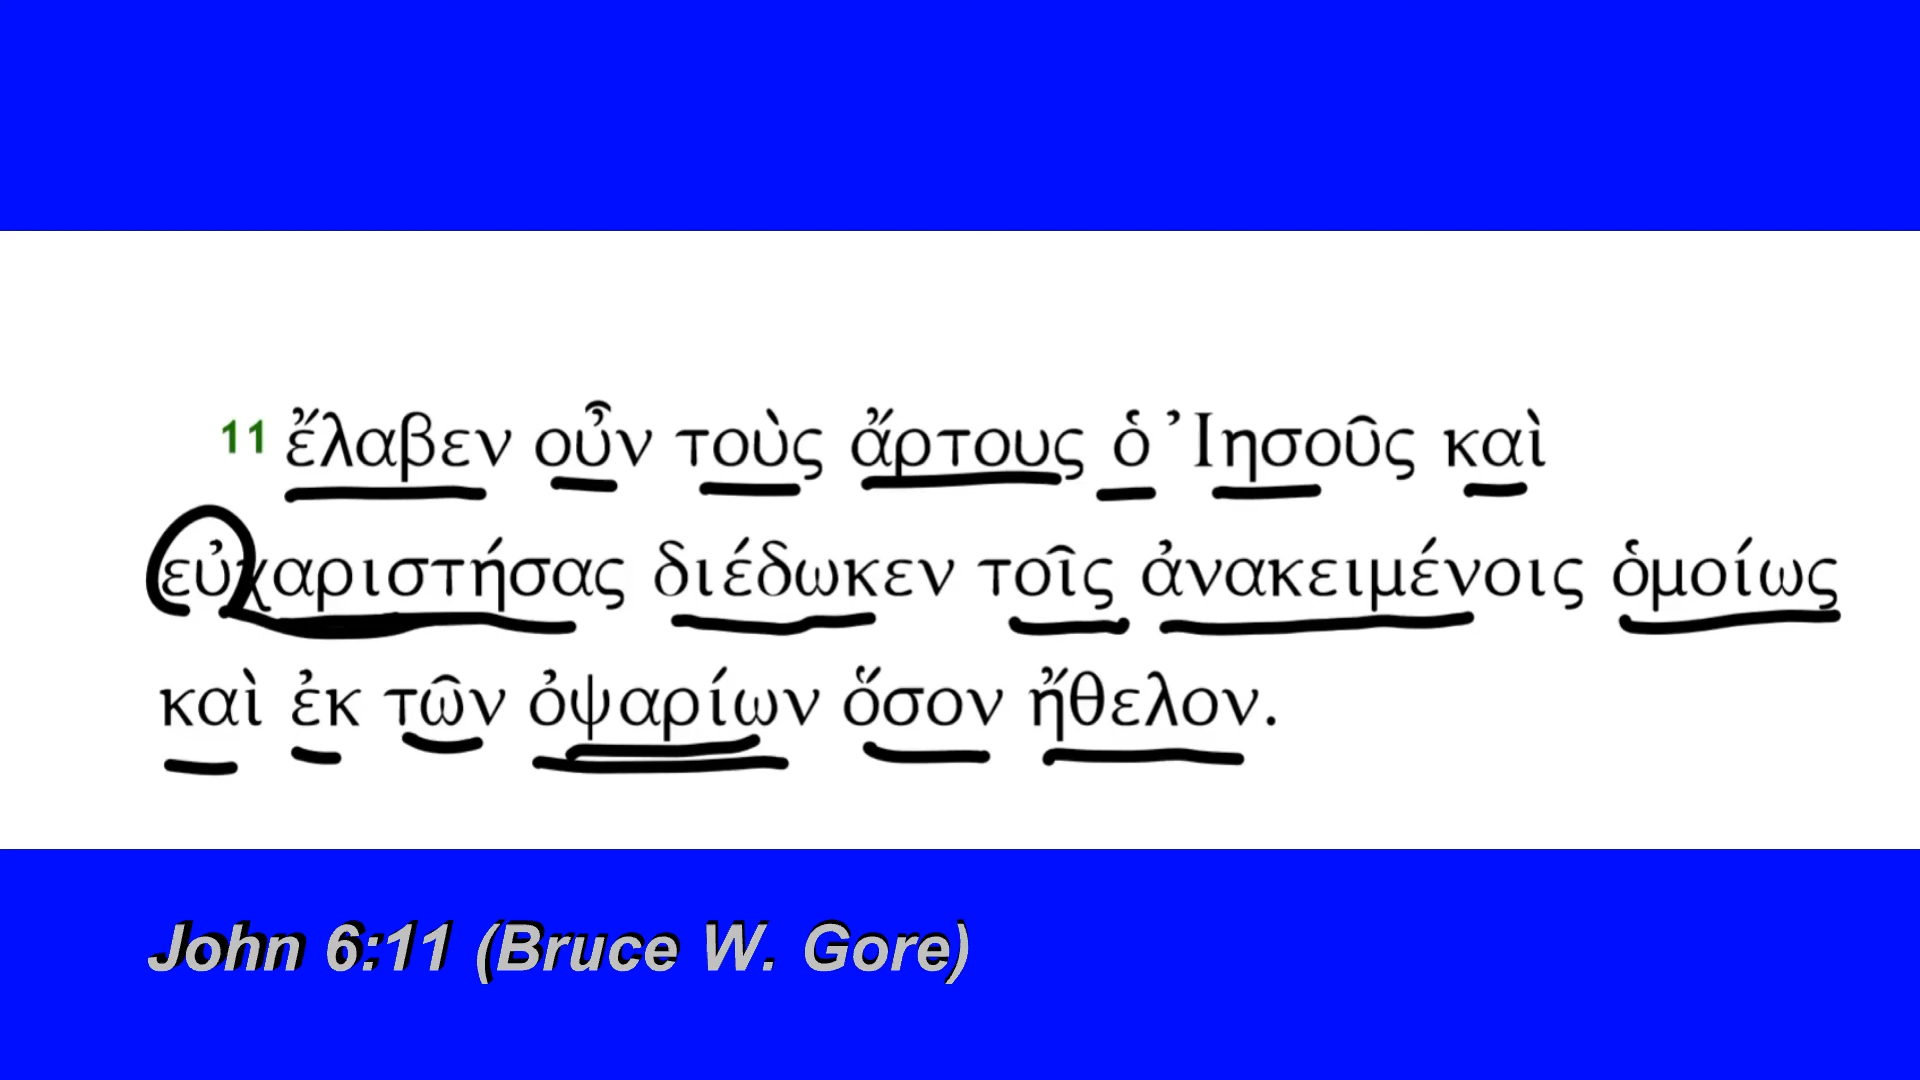 11 ἔλαβεν οὖν τοὺς ἄρτους ὁ Ἰησοῦς καὶ
εὐχαριστήσας διέδωκεν τοῖς ἀνακειμένοις ὁμοίως
καὶ ἐκ τῶν ὀψαρίων ὅσον ἤθελον.
John 6:11 (Bruce W. Gore)